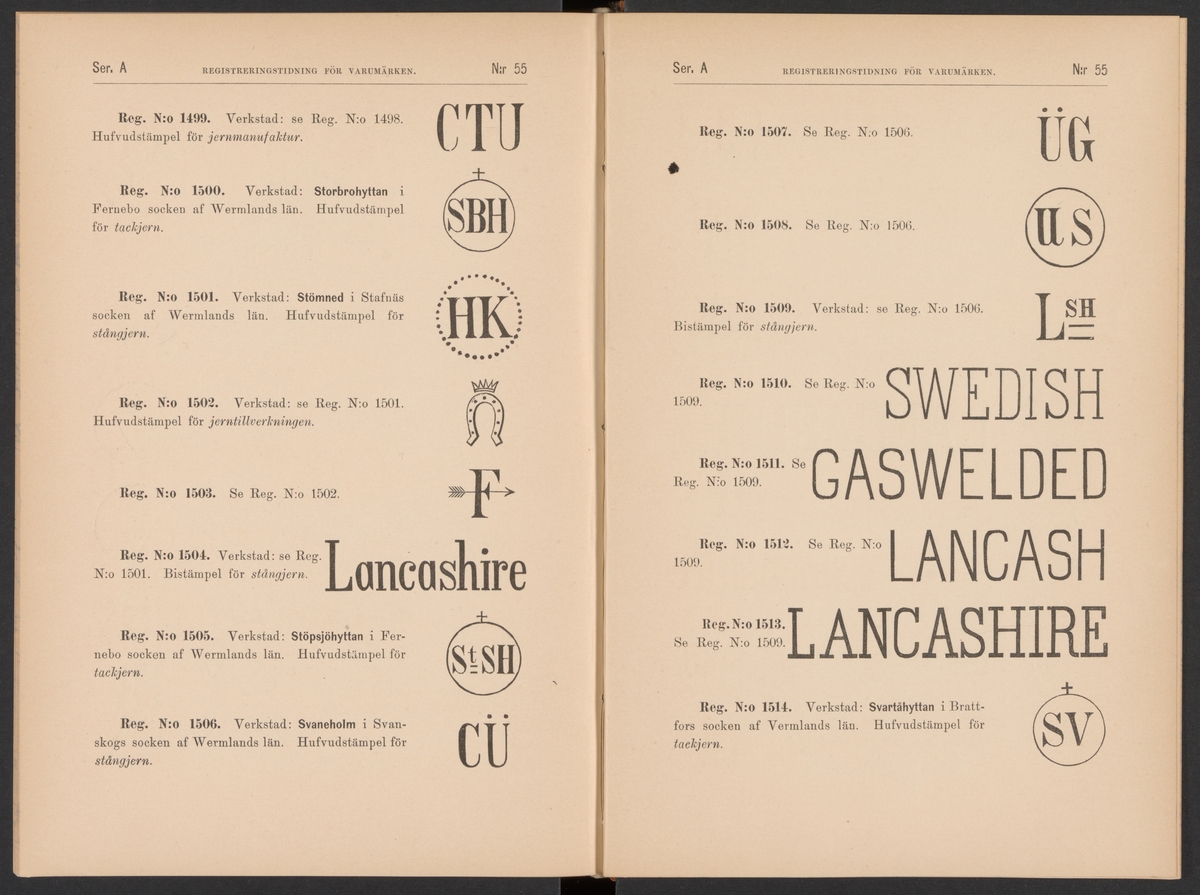 Ser. A REGISTRERINGSTIDNING FÖR VARUMÄRKEN. N:r 55
Reg. N:o 1499. Verkstad: se Reg. N:o 1498.
Hufvudstämpel för jernmanufaktur.
CTU
Reg. N:o 1500. Verkstad: Storbrohyttan i
Fernebo socken af Wermlands län. Hufvudstämpel
för tackjern.
SBH
Reg. N:o 1501. Verkstad: Stömned i Stafnäs
socken af Wermlands län. Hufvudstämpel för
stångjern.
HK
Reg. N:o 1502. Verkstad: se Reg. N:o 1501.
Hufvudstämpel för jerntillverkningen.
Reg. N:o 1503. Se Reg. N:o 1502.
F
Reg. N:o 1504. Verkstad: se Reg.
N:o 1501. Bistämpel för stångjern.
Lancashire
Reg. N:o 1505. Verkstad: Stöpsjöhyttan i Fer-
nebo socken af Wermlands län. Hufvudstämpel för
tackjern.
StSH
Reg. N:o 1506. Verkstad: Svaneholm i Svan-
skogs socken af Wermlands län. Hufvudstämpel för
stångjern.
CÜ
Ser. A REGISTRERINGSTIDNING FÖR VARUMÄRKEN. N:r 55
Reg. N:o 1507. Se Reg. N:o 1506.
ÜG
Reg. N:o 1508. Se Reg. N:o 1506.
US
Reg. N:o 1509. Verkstad: se Reg. N:o 1506.
Bistämpel för stångjern.
LSH
Reg. N:o 1510. Se Reg. N:o
1509.
SWEDISH
Reg. N:o 1511. Se
Reg. N:o 1509.
GASWELDED
Reg. N:o 1512. Se Reg. N:o
1509.
LANCASH
Reg. N:o 1513.
Se Reg. N:o 1509.
LANCASHIRE
Reg. N:o 1514. Verkstad: Svartåhyttan i Bratt-
fors socken af Vermlands län. Hufvudstämpel för
tackjern.
SV